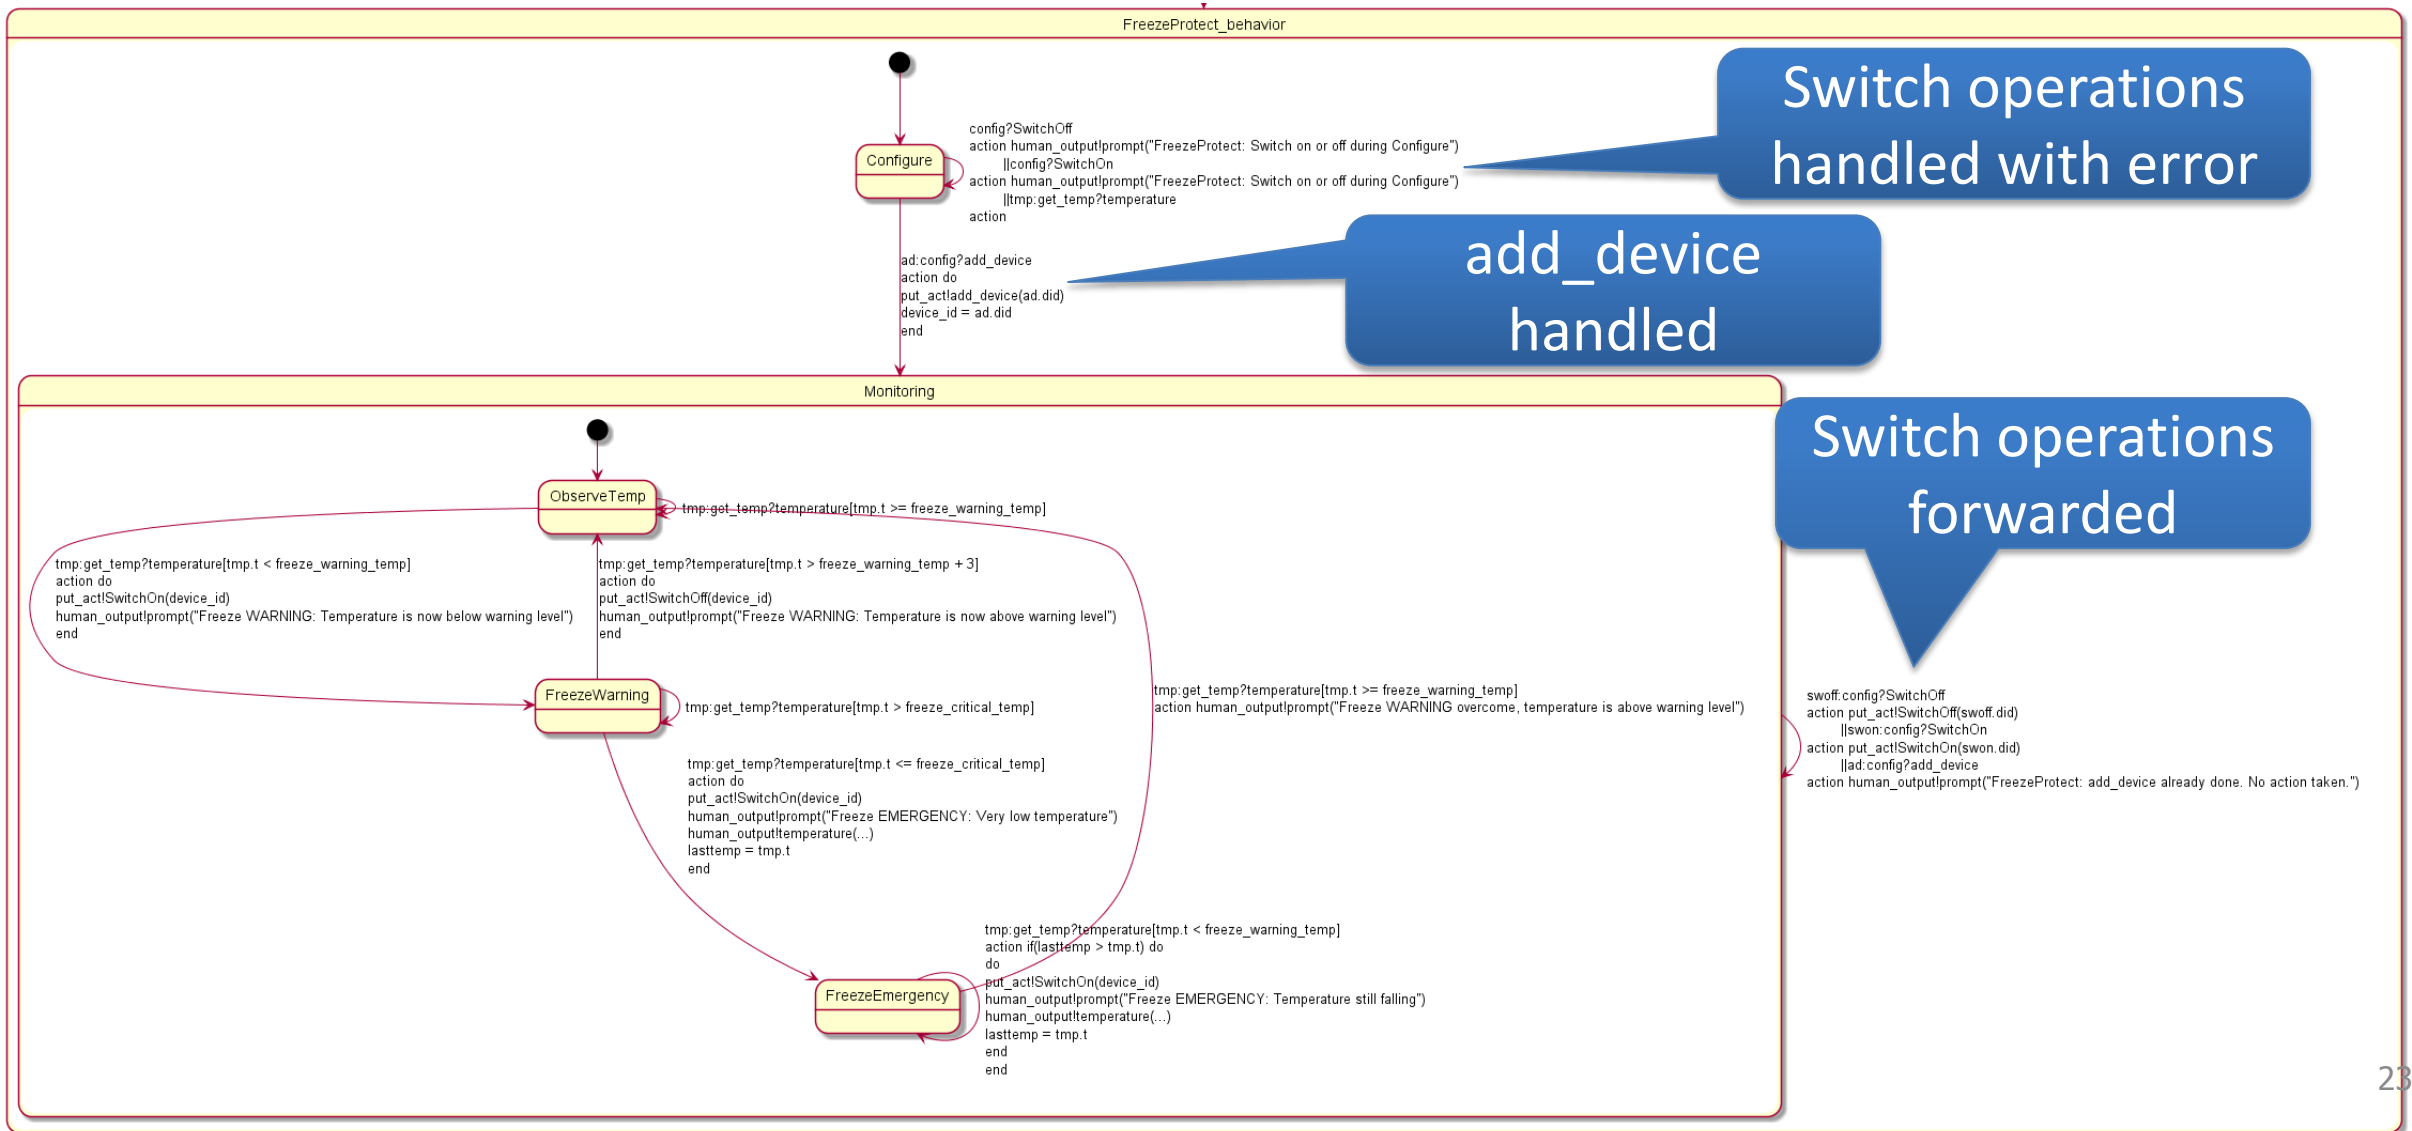 FreezeProtect_behavior
Switch operations
handled with error
config?SwitchOff
action human_output!prompt("FreezeProtect: Switch on or off during Configure")
||config?SwitchOn
action human_output!prompt("FreezeProtect: Switch on or off during Configure")
||tmp:get_temp?temperature
action
Configure
add_device
handled
ad:config?add_device
action do
put_act!add_device(ad.did)
device_id = ad.did
end
Monitoring
Switch operations
forwarded
ObserveTemp
tmp:get_temp?temperature[tmp.t >= freeze_warning_temp]
tmp:get_temp?temperature[tmp.t < freeze_warning_temp]
action do
put_act!SwitchOn(device_id)
human_output!prompt("Freeze WARNING: Temperature is now below warning level")
end
tmp:get_temp?temperature[tmp.t > freeze_warning_temp + 3]
action do
put_act!SwitchOff(device_id)
human_output!prompt("Freeze WARNING: Temperature is now above warning level")
end
FreezeWarning
tmp:get_temp?temperature[tmp.t > freeze_critical_temp]
tmp:get_temp?temperature[tmp.t >= freeze_warning_temp]
action human_output!prompt("Freeze WARNING overcome, temperature is above warning level")
swoff:config?SwitchOff
action put_act!SwitchOff(swoff.did)
||swon:config?SwitchOn
action put_act!SwitchOn(swon.did)
||ad:config?add_device
action human_output!prompt("FreezeProtect: add_device already done. No action taken.")
tmp:get_temp?temperature[tmp.t <= freeze_critical_temp]
action do
put_act!SwitchOn(device_id)
human_output!prompt("Freeze EMERGENCY: Very low temperature")
human_output!temperature(...)
lasttemp = tmp.t
end
tmp:get_temp?temperature[tmp.t < freeze_warning_temp]
action if(lasttemp > tmp.t) do
do
put_act!SwitchOn(device_id)
human_output!prompt("Freeze EMERGENCY: Temperature still falling")
human_output!temperature(...)
lasttemp = tmp.t
end
end
FreezeEmergency
23